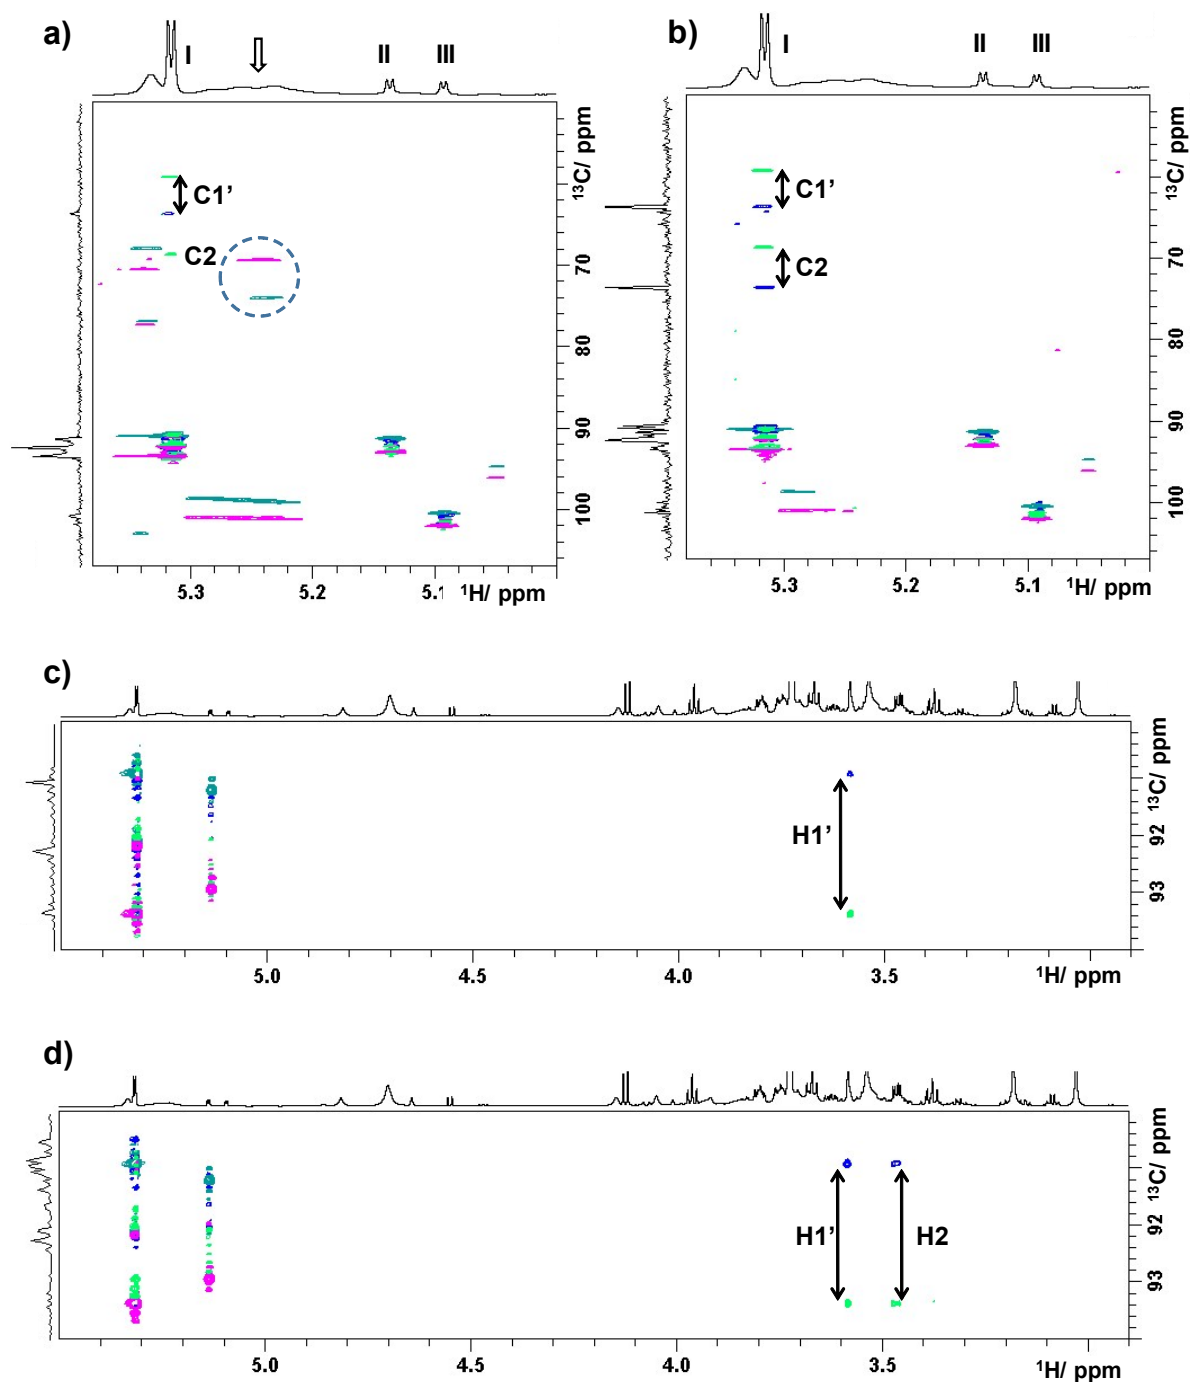 a)
I
II
III
C1’
C2
¹³C/ ppm
70
80
90
100
5.3
5.2
5.1
¹H/ ppm
b)
I
II
III
C1’
C2
¹³C/ ppm
70
80
90
100
5.3
5.2
5.1
¹H/ ppm
c)
H1’
¹³C/ ppm
92
93
5.0
4.5
4.0
3.5
¹H/ ppm
d)
H1’
H2
¹³C/ ppm
92
93
5.0
4.5
4.0
3.5
¹H/ ppm